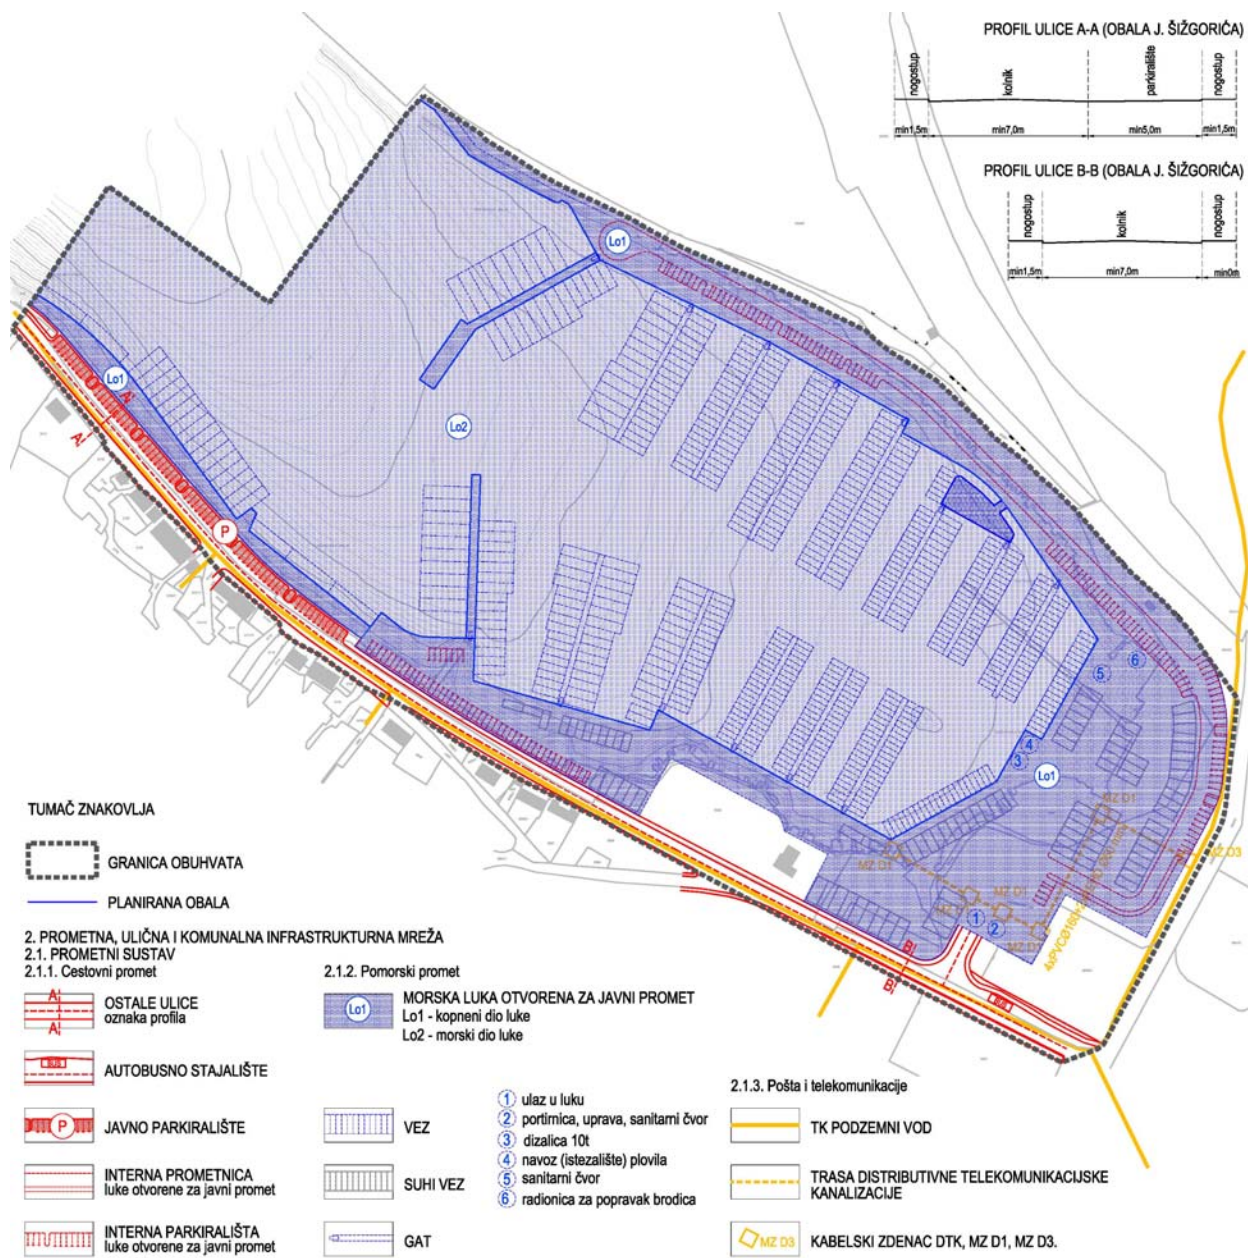 PROFIL ULICE A-A (OBALA J. ŠIŽGORIĆA)
nogostup
kolnik
parkiralište
nogostup
min1,5m
min7,0m
min5,0m
min1,5m
PROFIL ULICE B-B (OBALA J. ŠIŽGORIĆA)
nogostup
kolnik
nogostup
min1,5m
min7,0m
min0m
Lo1
Lo1
A
A
Lo2
P
6
5
4
3
Lo1
MZ D1
MZ D3
MZ D1
MZ D1
1
2
B
B
BUS
TUMAČ ZNAKOVLJA
GRANICA OBUHVATA
PLANIRANA OBALA
2. PROMETNA, ULIČNA I KOMUNALNA INFRASTRUKTURNA MREŽA
2.1. PROMETNI SUSTAV
2.1.1. Cestovni promet
A
A
OSTALE ULICE
oznaka profila
BUS
AUTOBUSNO STAJALIŠTE
P
JAVNO PARKIRALIŠTE
INTERNA PROMETNICA
luke otvorene za javni promet
INTERNA PARKIRALIŠTA
luke otvorene za javni promet
2.1.2. Pomorski promet
Lo1
MORSKA LUKA OTVORENA ZA JAVNI PROMET
Lo1 - kopneni dio luke
Lo2 - morski dio luke
VEZ
SUHI VEZ
GAT
1 ulaz u luku
2 portirnica, uprava, sanitarni čvor
3 dizalica 10t
4 navoz (istezalište) plovila
5 sanitarni čvor
6 radionica za popravak brodica
2.1.3. Pošta i telekomunikacije
TK PODZEMNI VOD
TRASA DISTRIBUTIVNE TELEKOMUNIKACIJSKE
KANALIZACIJE
MZ D3
KABELSKI ZDENAC DTK, MZ D1, MZ D3.